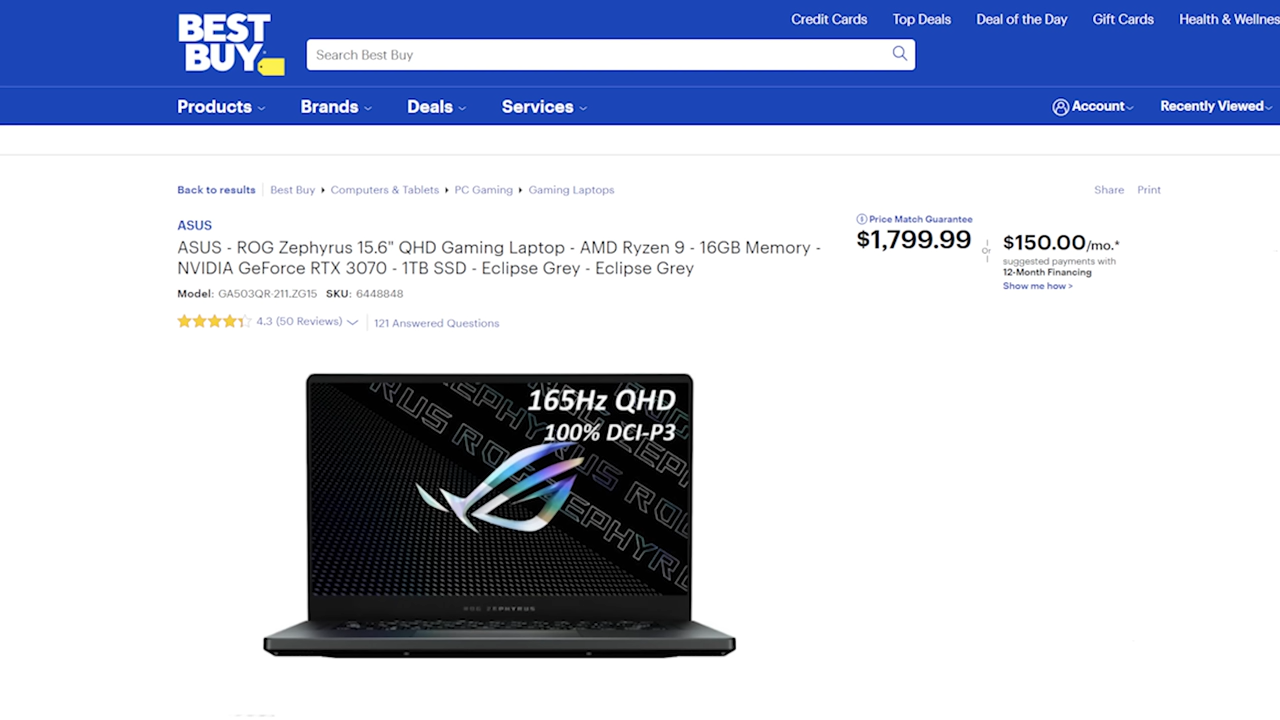 BEST
BUY
Credit Cards
Top Deals
Deal of the Day
Gift Cards
Health & Wellnes
Search Best Buy
Products
Brands
Deals
Services
Account
Recently Viewed
Back to results
Best Buy
Computers & Tablets
PC Gaming
Gaming Laptops
Share
Print
ASUS
ASUS - ROG Zephyrus 15.6" QHD Gaming Laptop - AMD Ryzen 9 - 16GB Memory -
NVIDIA GeForce RTX 3070 - 1TB SSD - Eclipse Grey - Eclipse Grey
Model: GA503QR-211.ZG15 SKU: 6448848
4.3 (50 Reviews)
121 Answered Questions
Price Match Guarantee
$1,799.99
Or
$150.00/mo.*
suggested payments with
12-Month Financing
Show me how >
165Hz QHD
100% DCI-P3
ROG ZEPHYRUS